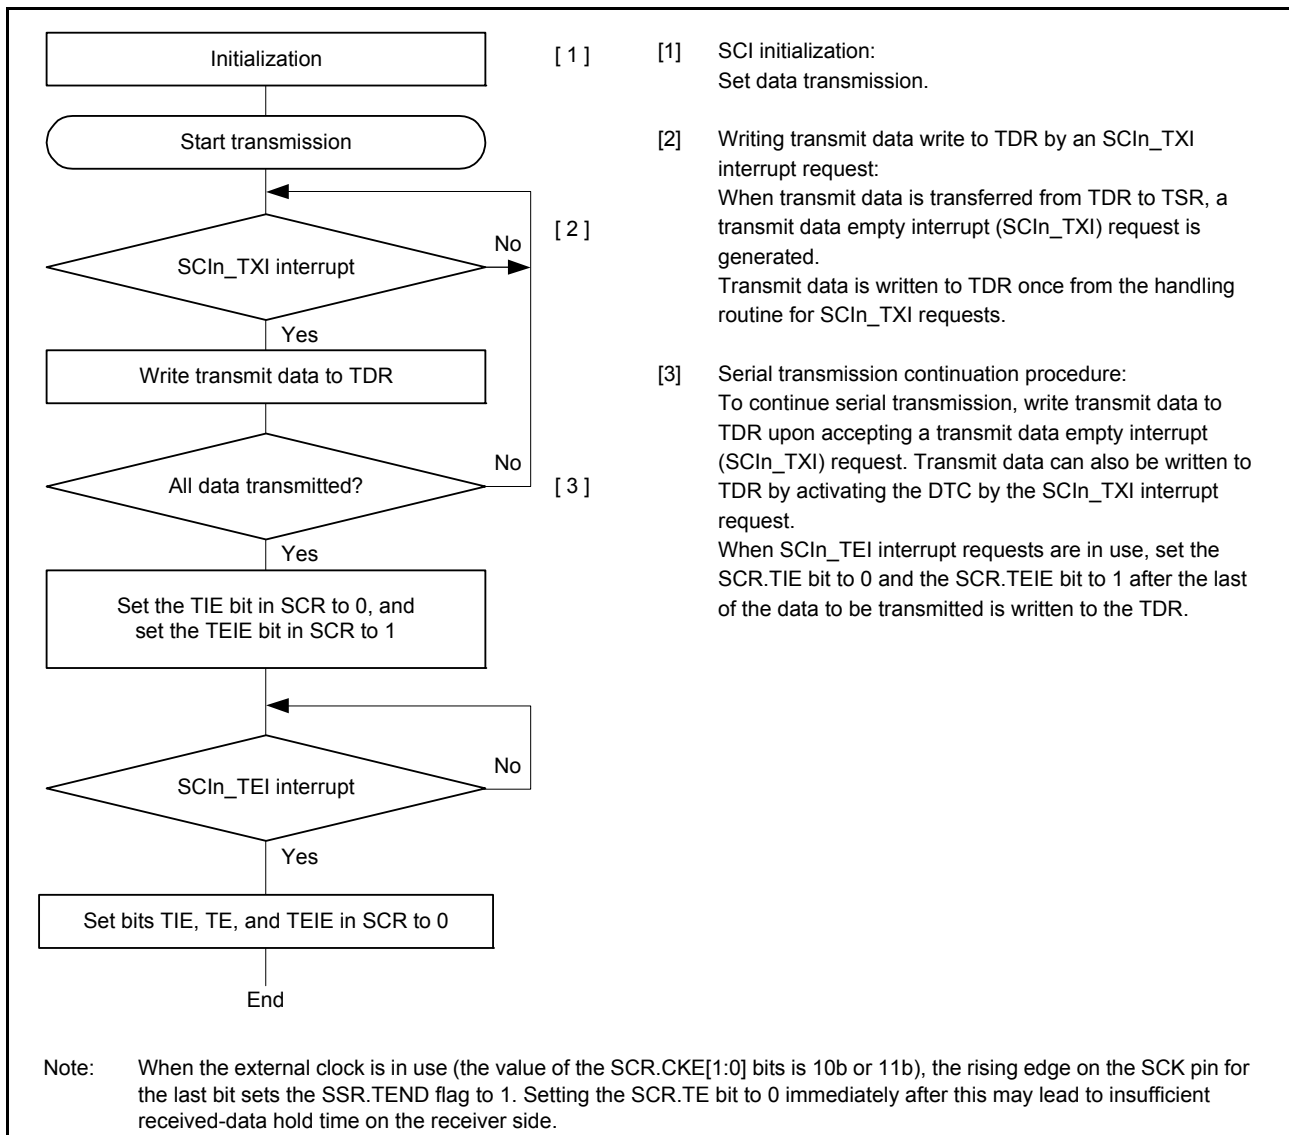 Initialization
[ 1 ]
Start transmission
SCIn_TXI interrupt
No
[ 2 ]
Yes
Write transmit data to TDR
All data transmitted?
No
[ 3 ]
Yes
Set the TIE bit in SCR to 0, and
set the TEIE bit in SCR to 1
SCIn_TEI interrupt
No
Yes
Set bits TIE, TE, and TEIE in SCR to 0
End
[1] SCI initialization:
Set data transmission.
[2] Writing transmit data write to TDR by an SCIn_TXI
interrupt request:
When transmit data is transferred from TDR to TSR, a
transmit data empty interrupt (SCIn_TXI) request is
generated.
Transmit data is written to TDR once from the handling
routine for SCIn_TXI requests.
[3] Serial transmission continuation procedure:
To continue serial transmission, write transmit data to
TDR upon accepting a transmit data empty interrupt
(SCIn_TXI) request. Transmit data can also be written to
TDR by activating the DTC by the SCIn_TXI interrupt
request.
When SCIn_TEI interrupt requests are in use, set the
SCR.TIE bit to 0 and the SCR.TEIE bit to 1 after the last
of the data to be transmitted is written to the TDR.
Note: When the external clock is in use (the value of the SCR.CKE[1:0] bits is 10b or 11b), the rising edge on the SCK pin for
the last bit sets the SSR.TEND flag to 1. Setting the SCR.TE bit to 0 immediately after this may lead to insufficient
received-data hold time on the receiver side.